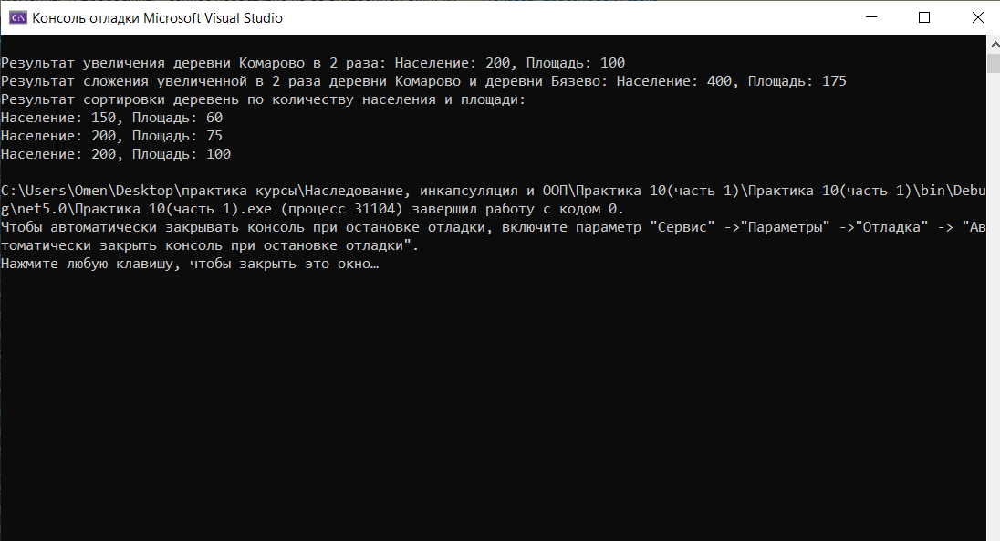 Консоль отладки Microsoft Visual Studio
Результат увеличения деревни Комарово в 2 раза: Население: 200, Площадь: 100
Результат сложения увеличенной в 2 раза деревни Комарово и деревни Бязево: Население: 400, Площадь: 175
Результат сортировки деревень по количеству населения и площади:
Население: 150, Площадь: 60
Население: 200, Площадь: 75
Население: 200, Площадь: 100
C:\Users\Omen\Desktop\практика курсы\Наследование, инкапсуляция и ООП\Практика 10(часть 1)\Практика 10(часть 1)\bin\Debu
g\net5.0\Практика 10(часть 1).exe (процесс 31104) завершил работу с кодом 0.
Чтобы автоматически закрывать консоль при остановке отладки, включите параметр "Сервис" ->"Параметры" ->"Отладка" -> "Ав
томатически закрыть консоль при остановке отладки".
Нажмите любую клавишу, чтобы закрыть это окно…